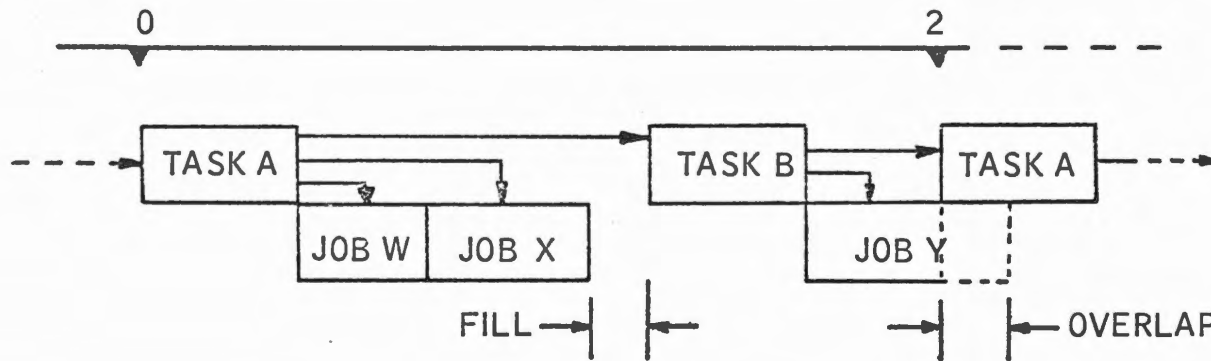 0 2
TASK A TASK B TASK A
JOB W JOB X JOB Y
FILL OVERLAP